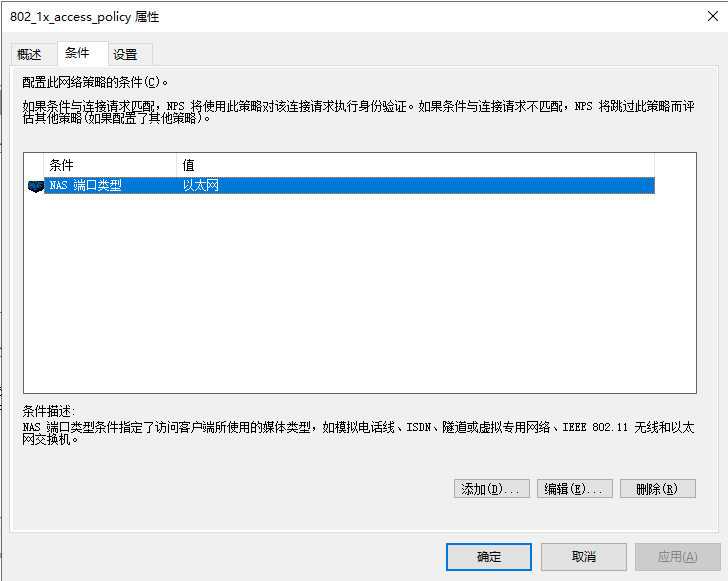 802_1x_access_policy 属性
概述 条件 设置
配置此网络策略的条件(C)。
如果条件与连接请求匹配，NPS 将使用此策略对该连接请求执行身份验证。如果条件与连接请求不匹配，NPS 将跳过此策略而评
估其他策略(如果配置了其他策略)。
条件 值
NAS 端口类型 以太网
条件描述:
NAS 端口类型条件指定了访问客户端所使用的媒体类型，如模拟电话线、ISDN、隧道或虚拟专用网络、IEEE 802.11 无线和以太
网交换机。
添加(D)... 编辑(E)... 删除(R)
确定 取消 应用(A)